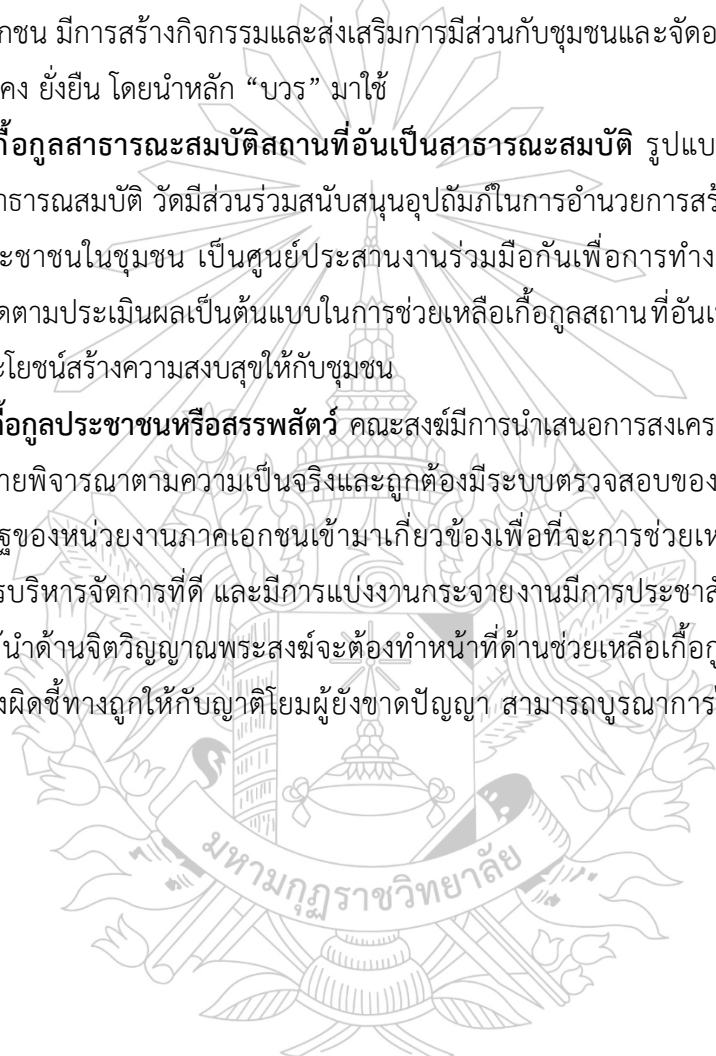 กชน มีการสร้างกิจกรรมและส่งเสริมการมีส่วนกับชุมชนและจัดอ
คง ยั่งยืน โดยนำหลัก “บวร” มาใช้
กื้อกูลสาธารณะสมบัติสถานที่อันเป็นสาธารณะสมบัติ รูปแบ
าธารณสมบัติ วัดมีส่วนร่วมสนับสนุนอุปถัมภ์ในการอำนวยการสร้
ะชาชนในชุมชน เป็นศูนย์ประสานงานร่วมมือกันเพื่อการทำง
ดตามประเมินผลเป็นต้นแบบในการช่วยเหลือเกื้อกูลสถานที่อันเ
ะโยชน์สร้างความสงบสุขให้กับชุมชน
กื้อกูลประชาชนหรือสรรพสัตว์ คณะสงฆ์มีการนำเสนอการสงเคร
ายพิจารณาตามความเป็นจริงและถูกต้องมีระบบตรวจสอบของ
ฐของหน่วยงานภาคเอกชนเข้ามาเกี่ยวข้องเพื่อที่จะการช่วยเห
รบริหารจัดการที่ดี และมีการแบ่งงานกระจายงานมีการประชาสั
นำด้านจิตวิญญาณพระสงฆ์จะต้องทำหน้าที่ด้านช่วยเหลือเกื้อกู
งผิดชี้ทางถูกให้กับญาติโยมผู้ยังขาดปัญญา สามารถบูรณาการ
มหามกุฏราชวิทยาลัย